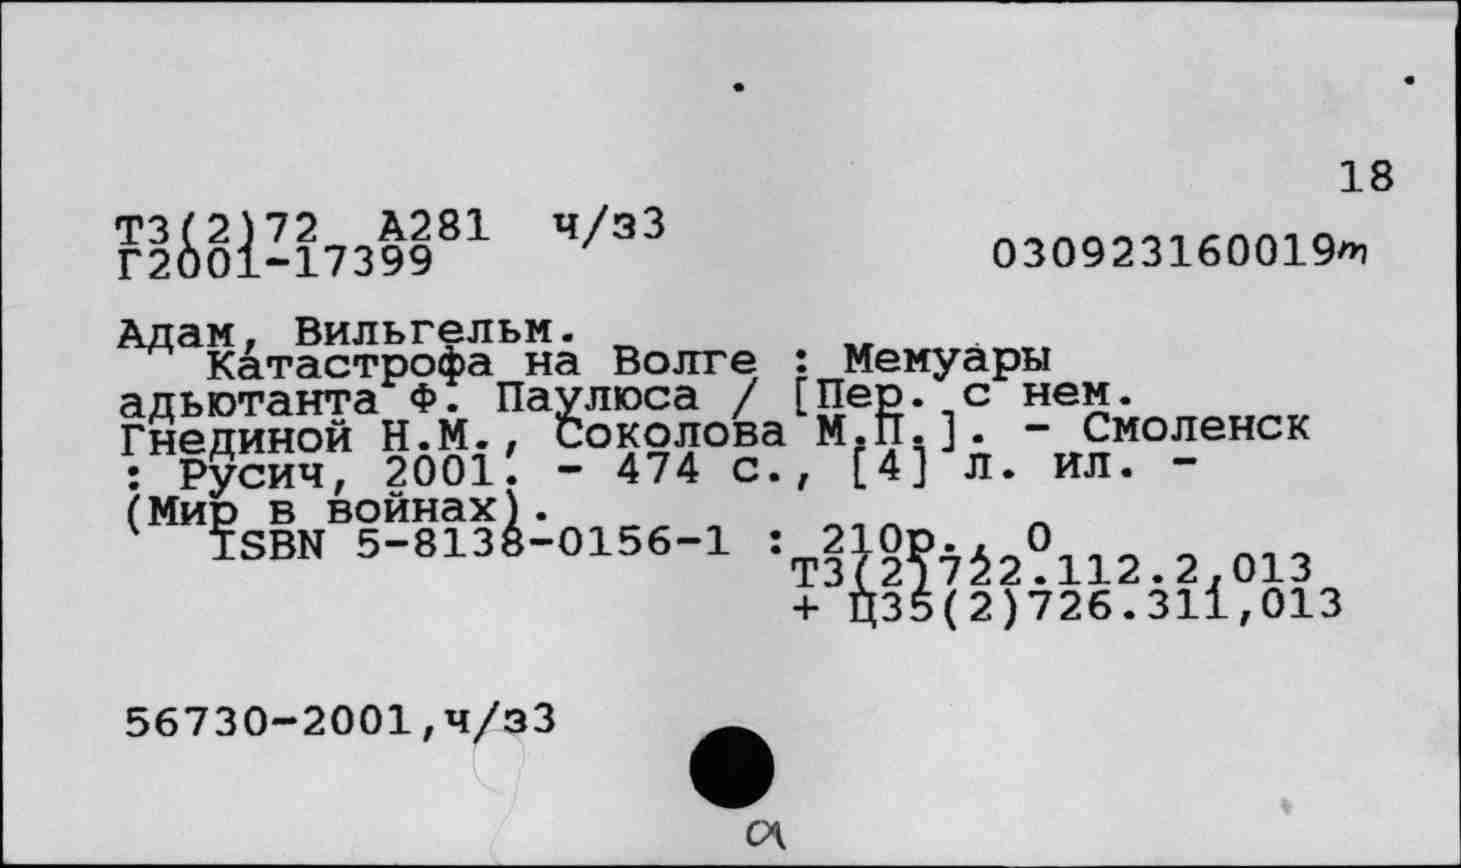 18
Т3(2)72 А281 ч/з3
Г2001-17399
030923160019
Адам, Вильгельм.
Катастрофа на Волге : Мемуары
адьютанта Ф. Паулюса / [Пер. с нем.
Гнединой Н.М., Соколова М.П.]. - Смоленск
: Русич, 2001. - 474 с., [4] л. ил. -
(Мир в войнах).
ISBN 5-8138-0156-1 : 210р., 0
Т3(2)722.112.2,013
+ Ц35(2)726.311,013
56730-2001,ч/з3